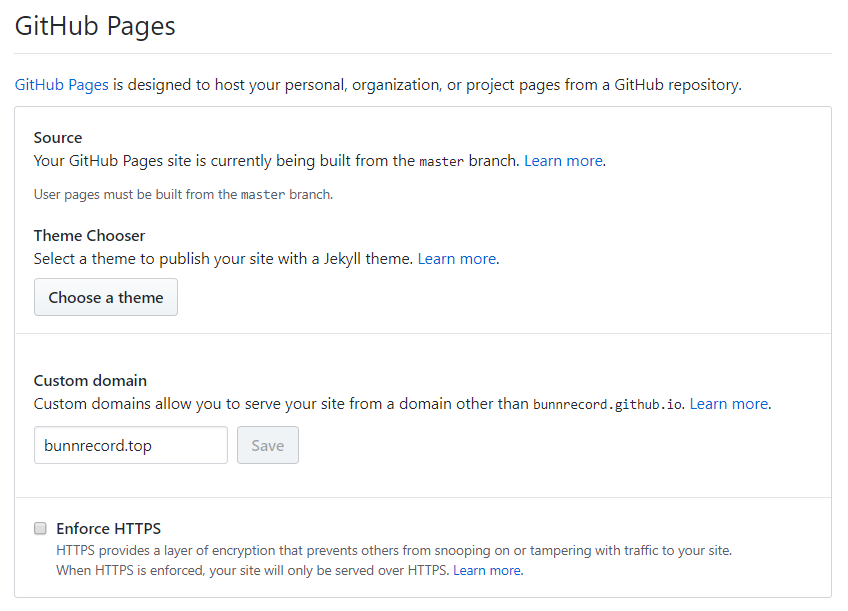 GitHub Pages
GitHub Pages is designed to host your personal, organization, or project pages from a GitHub repository.
Source
Your GitHub Pages site is currently being built from the master branch. Learn more.
User pages must be built from the master branch.
Theme Chooser
Select a theme to publish your site with a Jekyll theme. Learn more.
Choose a theme
Custom domain
Custom domains allow you to serve your site from a domain other than bunnrecord.github.io. Learn more.
bunnrecord.top
Save
Enforce HTTPS
HTTPS provides a layer of encryption that prevents others from snooping on or tampering with traffic to your site.
When HTTPS is enforced, your site will only be served over HTTPS. Learn more.